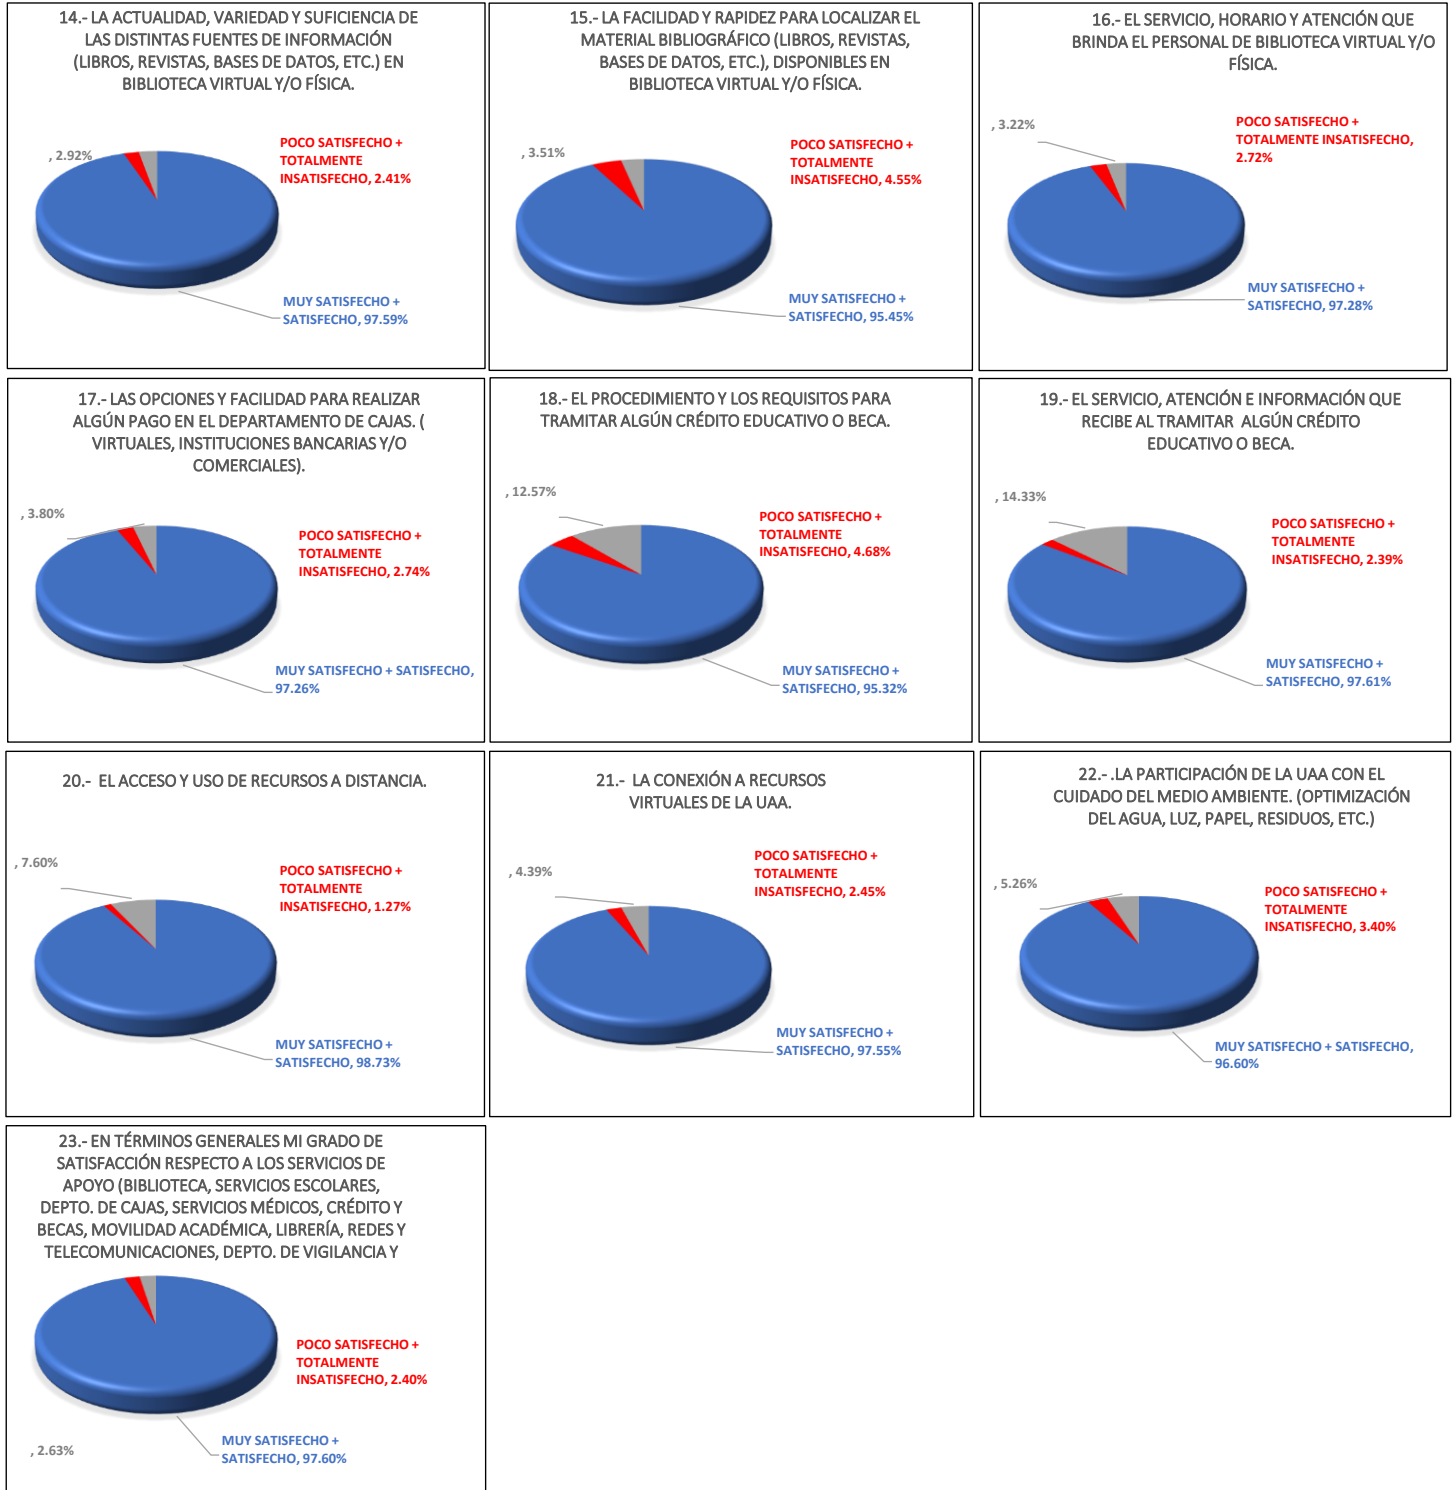 14.- LA ACTUALIDAD, VARIEDAD Y SUFICIENCIA DE
LAS DISTINTAS FUENTES DE INFORMACIÓN
(LIBROS, REVISTAS, BASES DE DATOS, ETC.) EN
BIBLIOTECA VIRTUAL Y/O FÍSICA.
, 2.92%
POCO SATISFECHO +
TOTALMENTE
INSATISFECHO, 2.41%
MUY SATISFECHO +
SATISFECHO, 97.59%
15.- LA FACILIDAD Y RAPIDEZ PARA LOCALIZAR EL
MATERIAL BIBLIOGRÁFICO (LIBROS, REVISTAS,
BASES DE DATOS, ETC.), DISPONIBLES EN
BIBLIOTECA VIRTUAL Y/O FÍSICA.
, 3.51%
POCO SATISFECHO +
TOTALMENTE
INSATISFECHO, 4.55%
MUY SATISFECHO +
SATISFECHO, 95.45%
16.- EL SERVICIO, HORARIO Y ATENCIÓN QUE
BRINDA EL PERSONAL DE BIBLIOTECA VIRTUAL Y/O
FÍSICA.
, 3.22%
POCO SATISFECHO +
TOTALMENTE INSATISFECHO,
2.72%
MUY SATISFECHO +
SATISFECHO, 97.28%
17.- LAS OPCIONES Y FACILIDAD PARA REALIZAR
ALGÚN PAGO EN EL DEPARTAMENTO DE CAJAS. (
VIRTUALES, INSTITUCIONES BANCARIAS Y/O
COMERCIALES).
, 3.80%
POCO SATISFECHO +
TOTALMENTE
INSATISFECHO, 2.74%
MUY SATISFECHO + SATISFECHO,
97.26%
18.- EL PROCEDIMIENTO Y LOS REQUISITOS PARA
TRAMITAR ALGÚN CRÉDITO EDUCATIVO O BECA.
, 12.57%
POCO SATISFECHO +
TOTALMENTE
INSATISFECHO, 4.68%
MUY SATISFECHO +
SATISFECHO, 95.32%
19.- EL SERVICIO, ATENCIÓN E INFORMACIÓN QUE
RECIBE AL TRAMITAR ALGÚN CRÉDITO
EDUCATIVO O BECA.
, 14.33%
POCO SATISFECHO +
TOTALMENTE
INSATISFECHO, 2.39%
MUY SATISFECHO +
SATISFECHO, 97.61%
20.- EL ACCESO Y USO DE RECURSOS A DISTANCIA.
, 7.60%
POCO SATISFECHO +
TOTALMENTE
INSATISFECHO, 1.27%
MUY SATISFECHO +
SATISFECHO, 98.73%
21.- LA CONEXIÓN A RECURSOS
VIRTUALES DE LA UAA.
, 4.39%
POCO SATISFECHO +
TOTALMENTE
INSATISFECHO, 2.45%
MUY SATISFECHO +
SATISFECHO, 97.55%
22.- .LA PARTICIPACIÓN DE LA UAA CON EL
CUIDADO DEL MEDIO AMBIENTE. (OPTIMIZACIÓN
DEL AGUA, LUZ, PAPEL, RESIDUOS, ETC.)
, 5.26%
POCO SATISFECHO +
TOTALMENTE
INSATISFECHO, 3.40%
MUY SATISFECHO + SATISFECHO,
96.60%
23.- EN TÉRMINOS GENERALES MI GRADO DE
SATISFACCIÓN RESPECTO A LOS SERVICIOS DE
APOYO (BIBLIOTECA, SERVICIOS ESCOLARES,
DEPTO. DE CAJAS, SERVICIOS MÉDICOS, CRÉDITO Y
BECAS, MOVILIDAD ACADÉMICA, LIBRERÍA, REDES Y
TELECOMUNICACIONES, DEPTO. DE VIGILANCIA Y
POCO SATISFECHO +
TOTALMENTE
INSATISFECHO, 2.40%
MUY SATISFECHO +
SATISFECHO, 97.60%
, 2.63%